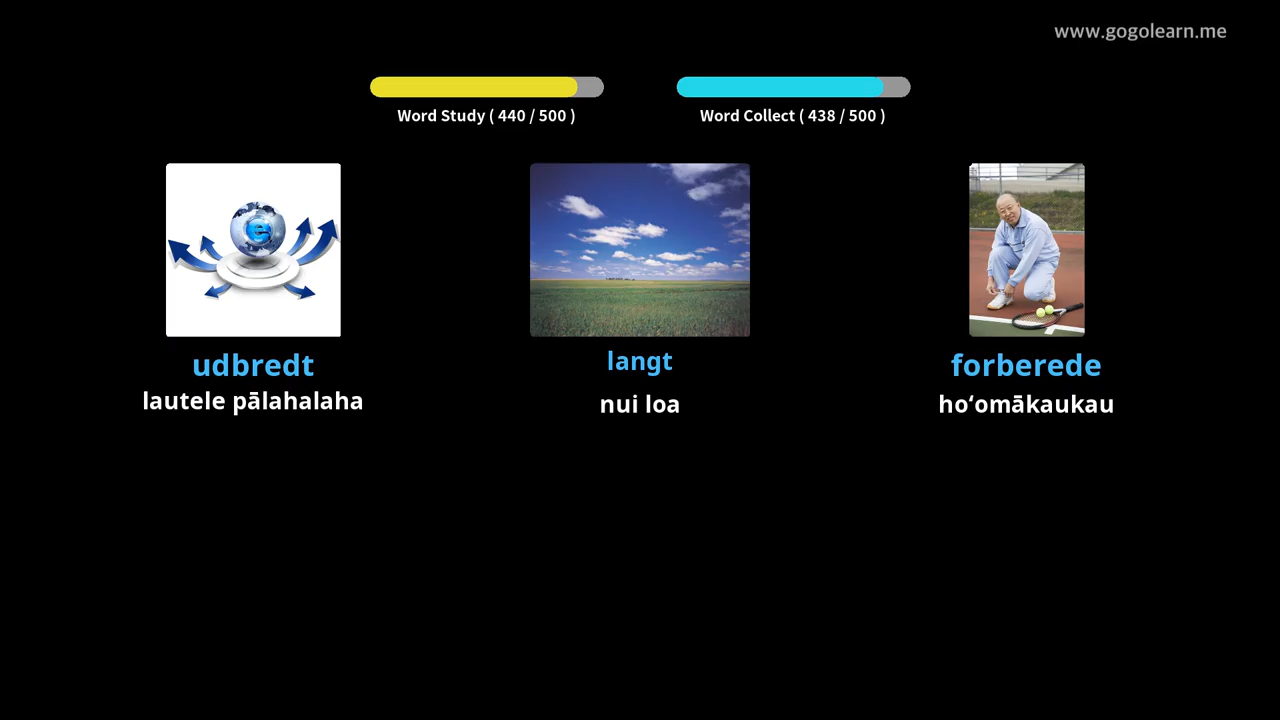 www.gogolearn.me
Word Study ( 440 / 500 )
Word Collect ( 438 / 500 )
udbredt
lautele pālahalaha
langt
nui loa
forberede
hoʻomākaukau